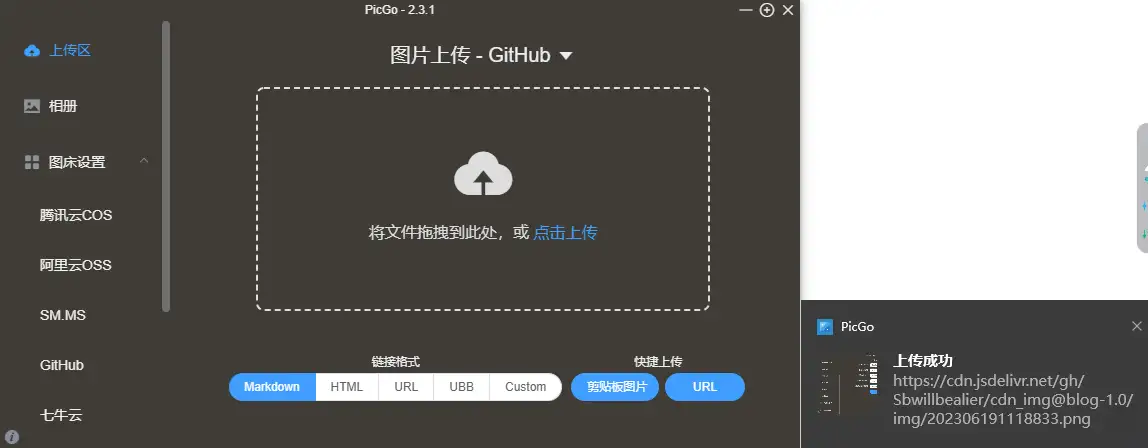 PicGo - 2.3.1
上传区
相册
图床设置
腾讯云COS
阿里云OSS
SM.MS
GitHub
七牛云
图片上传 - GitHub
将文件拖拽到此处，或 点击上传
链接格式
Markdown HTML URL UBB Custom
快捷上传
剪贴板图片 URL
PicGo
上传成功
https://cdn.jsdelivr.net/gh/
Sbwillbealier/cdn_img@blog-1.0/
img/202306191118833.png